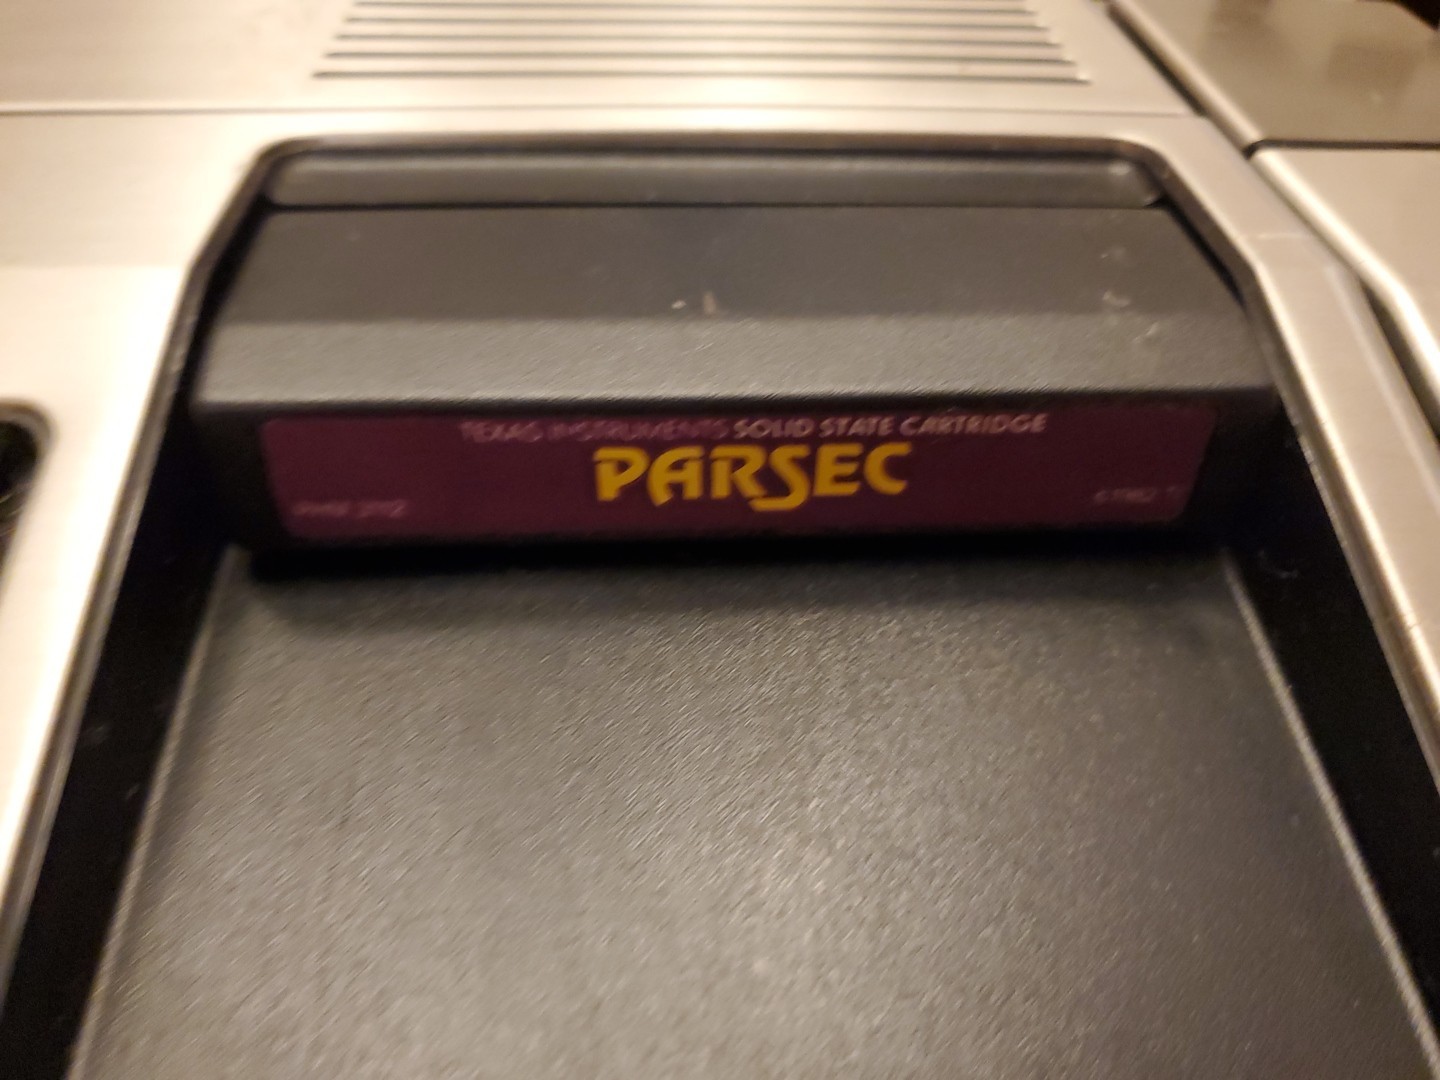 TEXAS INSTRUMENTS SOLID STATE CARTRIDGE
PARSEC